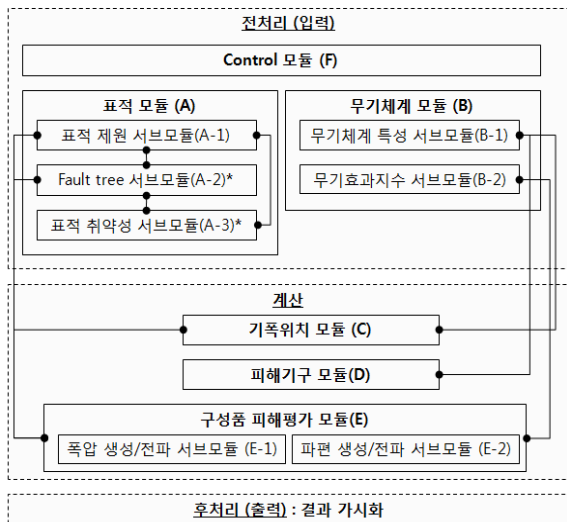 전처리 (입력)
Control 모듈 (F)
표적 모듈 (A)
표적 제원 서브모듈(A-1)
Fault tree 서브모듈(A-2)*
표적 취약성 서브모듈(A-3)*
무기체계 모듈 (B)
무기체계 특성 서브모듈(B-1)
무기효과지수 서브모듈(B-2)
계산
기폭위치 모듈 (C)
피해기구 모듈(D)
구성품 피해평가 모듈(E)
폭압 생성/전파 서브모듈 (E-1)
파편 생성/전파 서브모듈 (E-2)
후처리 (출력) : 결과 가시화